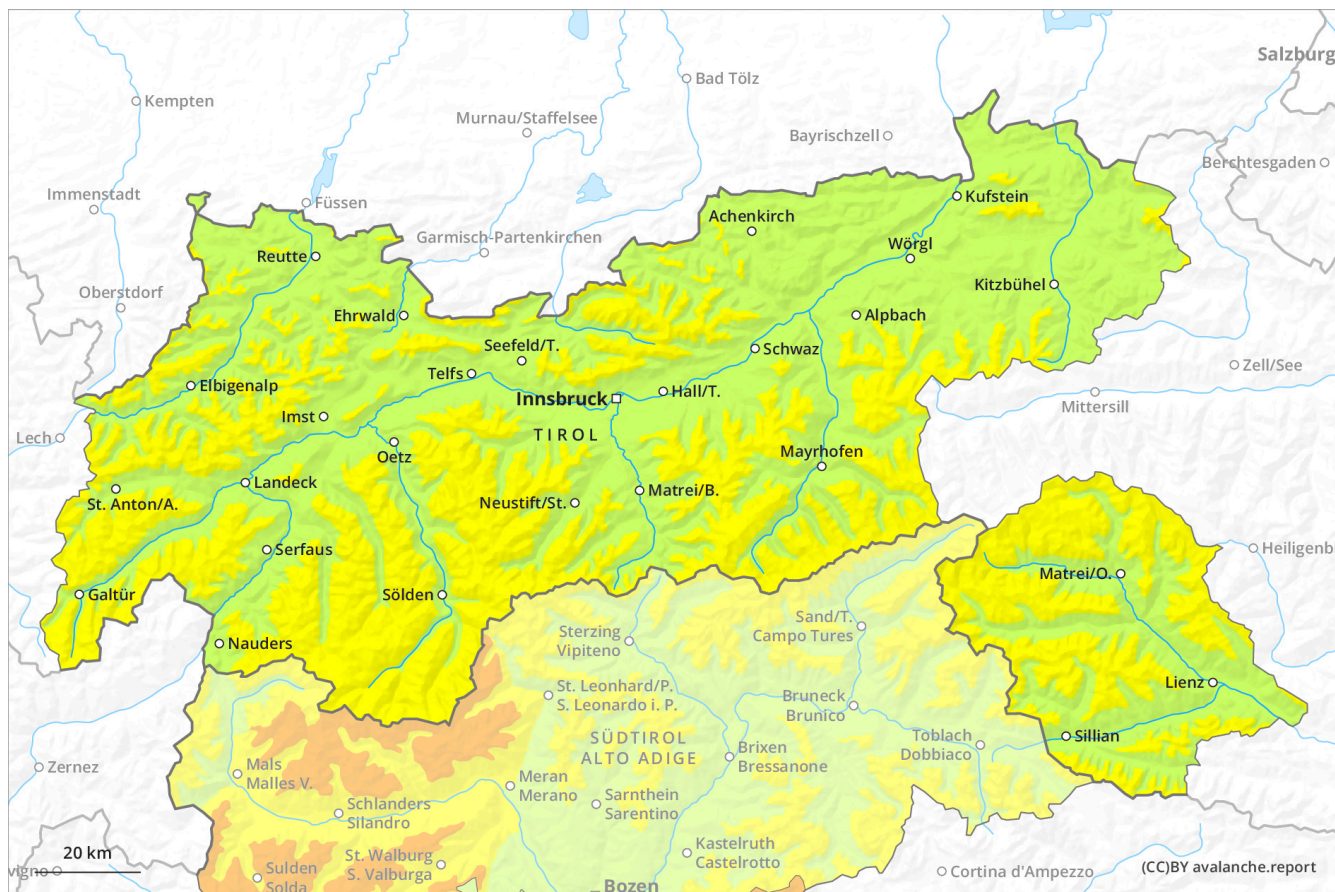 Salzburg
Kempten
Bad Tölz
Murnau/Staffelsee
Bayrischzell
Berchtesgaden
Immenstadt
Füssen
Kufstein
Achenkirch
Garmisch-Partenkirchen
Wörgl
Reutte
Oberstdorf
Kitzbühel
Ehrwald
Alpbach
Seefeld/T.
Schwaz
Telfs
Zell/See
Elbigenalp
Innsbruck
Hall/T.
Mittersill
Imst
TIROL
Lech
Oetz
Mayrhofen
Landeck
Matrei/B.
St. Anton/A.
Neustift/St.
Serfaus
Heiligenb
Matrei/O.
Galtür
Sölden
Sand/T.
Campo Tures
Sterzing
Vipiteno
Nauders
Lienz
St. Leonhard/P.
S. Leonardo i. P.
Bruneck
Brunico
SÜDTIROL
ALTO ADIGE
Toblach
Dobbiaco
Sillian
Brixen
Bressanone
Zernez
Mals
Malles V.
Meran
Merano
Sarnthein
Sarentino
Schlanders
Silandro
Kastelruth
Castelrotto
20 km
St. Walburg
S. Valburga
vigno
Sulden
Solda
Cortina d'Ampezzo
(CC)BY avalanche.report
Bozen